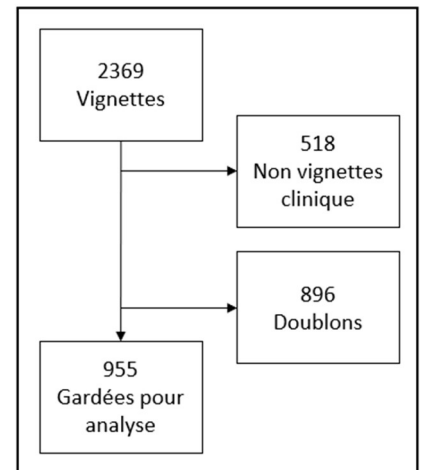 2369
Vignettes
518
Non vignettes
clinique
896
Doublons
955
Gardées pour
analyse